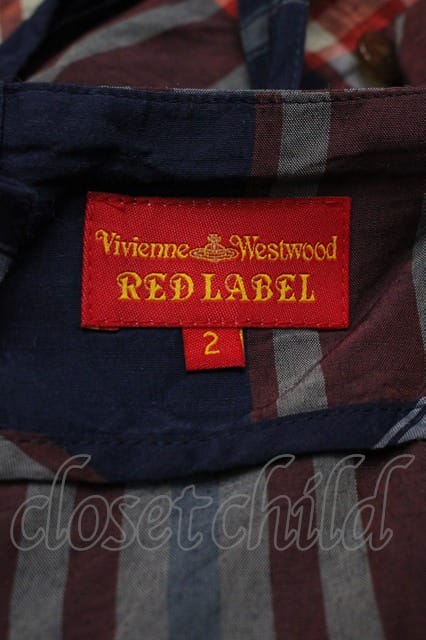 Vivienne Westwood
RED LABEL
2
closetchild